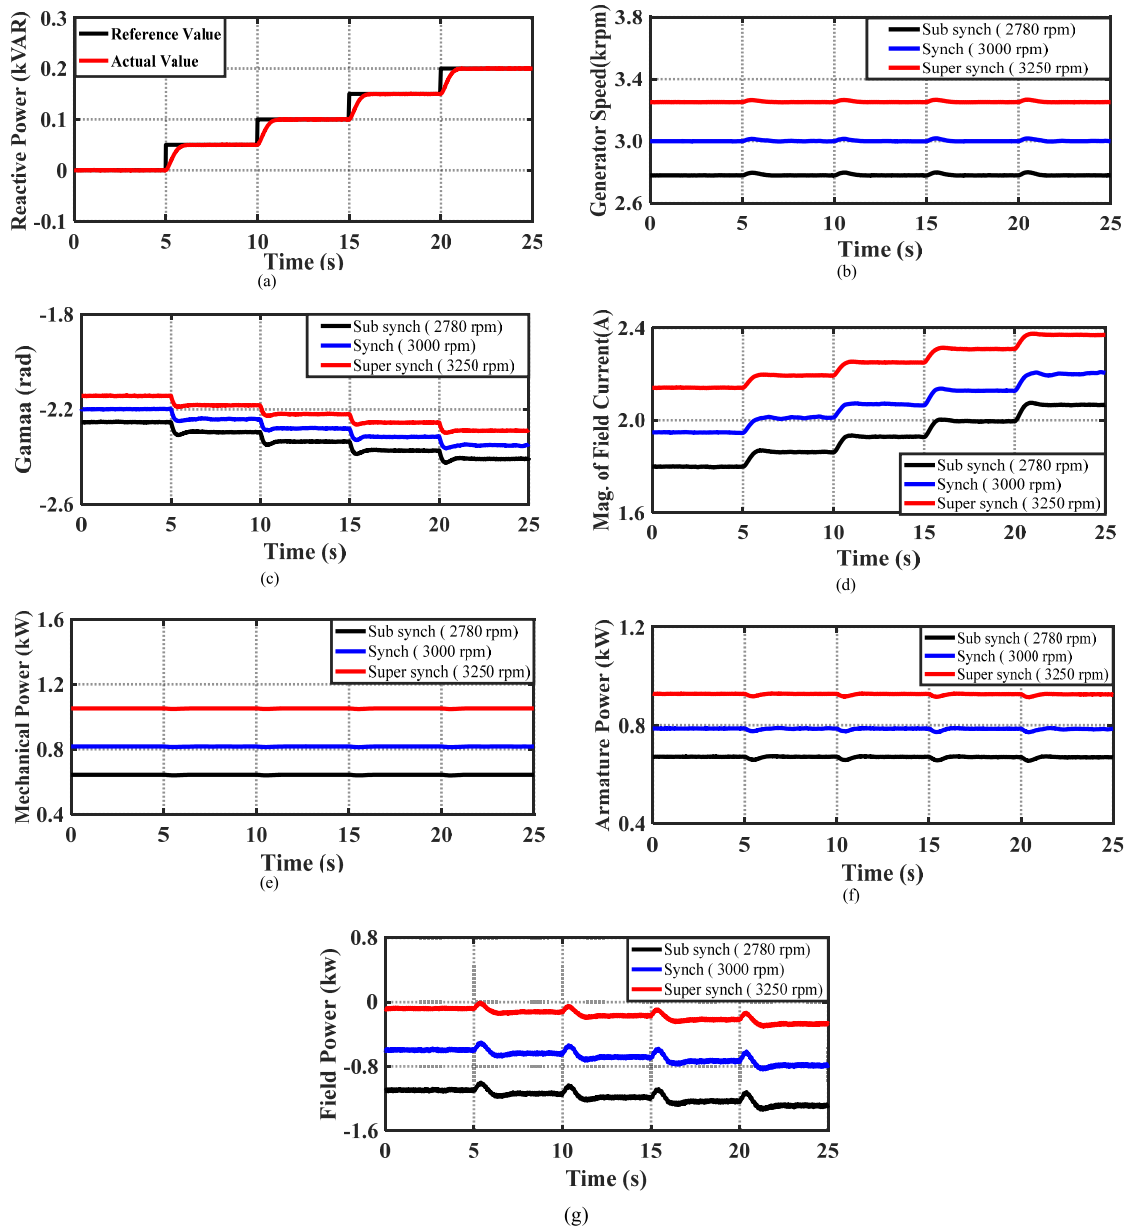 0.3
0.2
0.1
0
-0.1
Reactive Power (kVAR)
Reference Value
Actual Value
0 5 10 15 20 25
Time (s)
(a)
3.8
3.4
3.0
2.6
Generator Speed(krpm)
Sub synch ( 2780 rpm)
Synch ( 3000 rpm)
Super synch ( 3250 rpm)
0 5 10 15 20 25
Time (s)
(b)
-1.8
-2.2
-2.6
Gamaa (rad)
Sub synch ( 2780 rpm)
Synch ( 3000 rpm)
Super synch ( 3250 rpm)
0 5 10 15 20 25
Time (s)
(c)
2.4
2.0
1.6
Mag. of Field Current(A)
Sub synch ( 2780 rpm)
Synch ( 3000 rpm)
Super synch ( 3250 rpm)
0 5 10 15 20 25
Time (s)
(d)
1.6
1.2
0.8
0.4
Mechanical Power (kW)
Sub synch ( 2780 rpm)
Synch ( 3000 rpm)
Super synch ( 3250 rpm)
0 5 10 15 20 25
Time (s)
(e)
1.2
0.8
0.4
Armature Power (kW)
Sub synch ( 2780 rpm)
Synch ( 3000 rpm)
Super synch ( 3250 rpm)
0 5 10 15 20 25
Time (s)
(f)
0.8
0
-0.8
-1.6
Field Power (kw)
Sub synch ( 2780 rpm)
Synch ( 3000 rpm)
Super synch ( 3250 rpm)
0 5 10 15 20 25
Time (s)
(g)